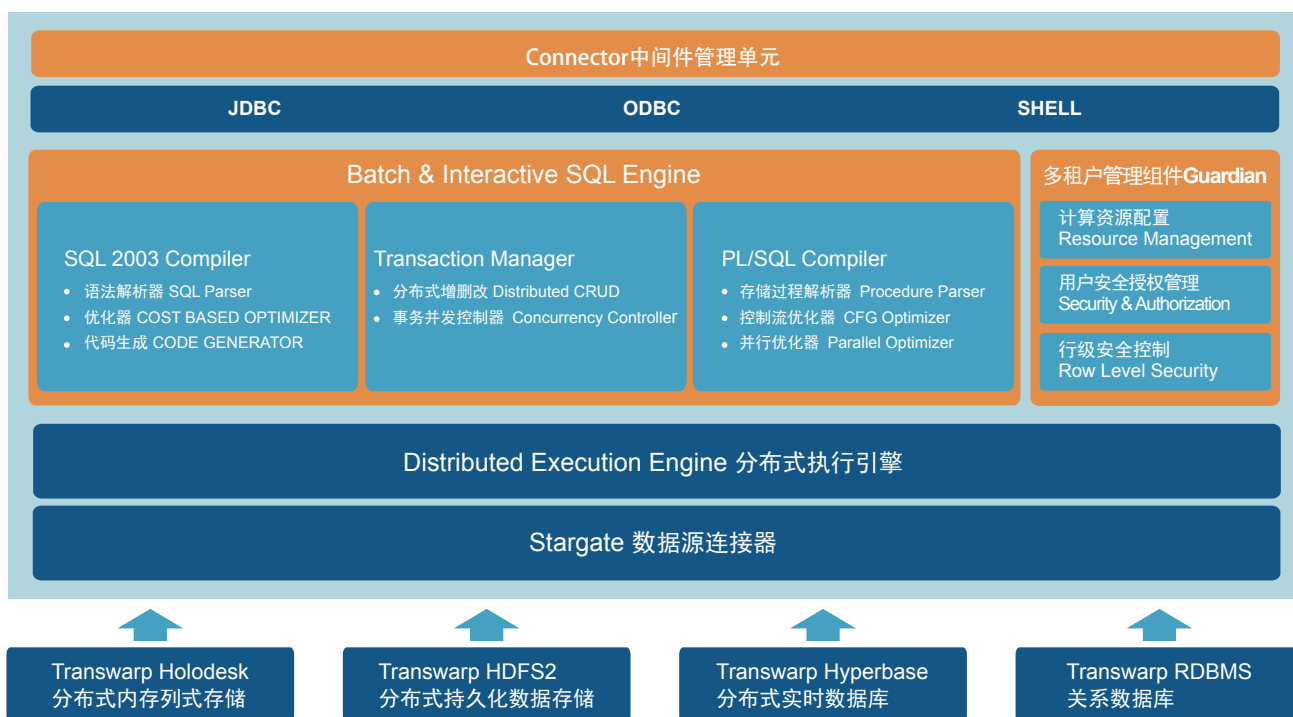 Connector中间件管理单元
JDBC ODBC SHELL
Batch & Interactive SQL Engine
SQL 2003 Compiler
• 语法解析器 SQL Parser
• 优化器 COST BASED OPTIMIZER
• 代码生成 CODE GENERATOR
Transaction Manager
• 分布式增删改 Distributed CRUD
• 事务并发控制器 Concurrency Controller
PL/SQL Compiler
• 存储过程解析器 Procedure Parser
• 控制流优化器 CFG Optimizer
• 并行优化器 Parallel Optimizer
多租户管理组件Guardian
计算资源配置
Resource Management
用户安全授权管理
Security & Authorization
行级安全控制
Row Level Security
Distributed Execution Engine 分布式执行引擎
Stargate 数据源连接器
Transwarp Holodesk
分布式内存列式存储
Transwarp HDFS2
分布式持久化数据存储
Transwarp Hyperbase
分布式实时数据库
Transwarp RDBMS
关系数据库